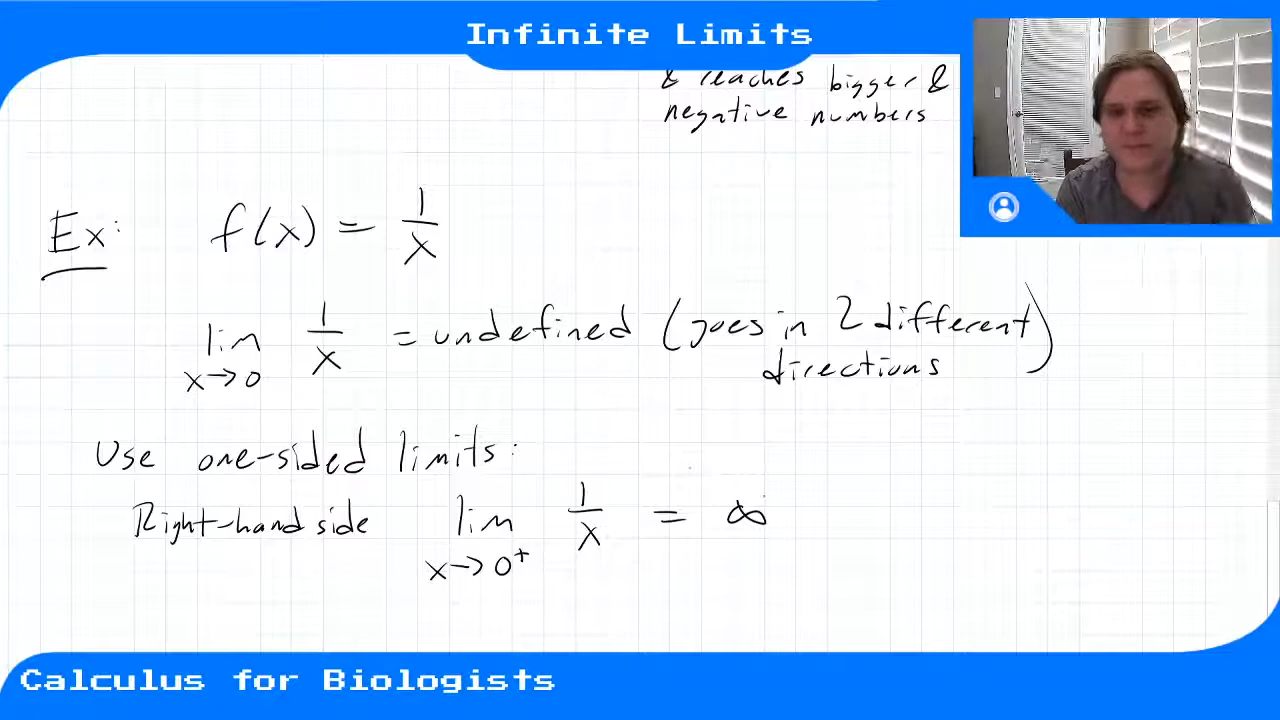 Infinite Limits
& reaches bigger &
negative numbers
Ex: f(x) = 1/x
lim x→0 1/x = undefined (goes in 2 different
directions)
Use one-sided limits:
Right-hand side lim x→0⁺ 1/x = ∞
Calculus for Biologists